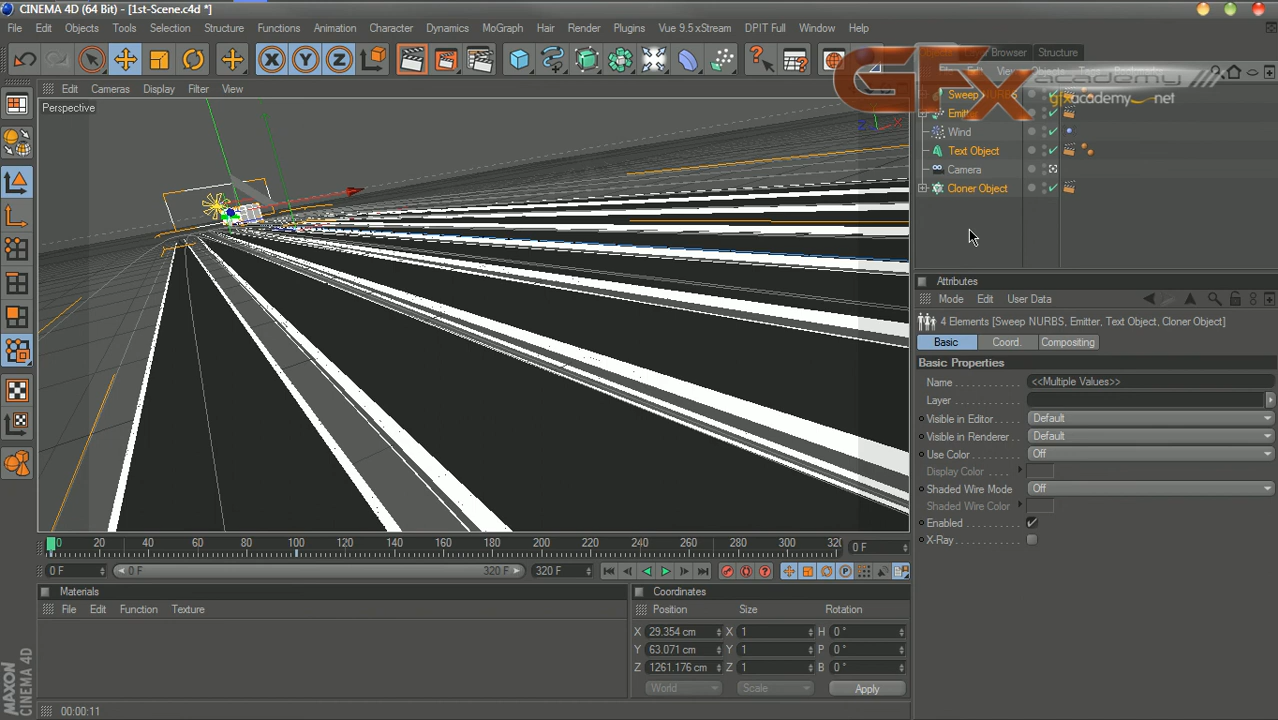 CINEMA 4D (64 Bit) - [1st-Scene.c4d *]
File Edit Objects Tools Selection Structure Functions Animation Character Dynamics MoGraph Hair Render Plugins Vue 9.5 xStream DPIT Full Window Help
Browser Structure
GFX academy
gfxacademy.net
Edit Cameras Display Filter View
Perspective
Sweep NURBS
Emitter
Wind
Text Object
Camera
Cloner Object
Attributes
Mode Edit User Data
4 Elements [Sweep NURBS, Emitter, Text Object, Cloner Object]
Basic Coord. Compositing
Basic Properties
Name <<Multiple Values>>
Layer
Visible in Editor Default
Visible in Renderer Default
Use Color Off
Display Color
Shaded Wire Mode Off
Shaded Wire Color
Enabled
X-Ray
0 20 40 60 80 100 120 140 160 180 200 220 240 260 280 300 0 F
0 F 0 F 320 F 320 F
Materials
File Edit Function Texture
Coordinates
Position Size Rotation
X 29.354 cm X 1 H 0 °
Y 63.071 cm Y 1 P 0 °
Z 1261.176 cm Z 1 B 0 °
World Scale Apply
MAXON
CINEMA 4D
00:00:11